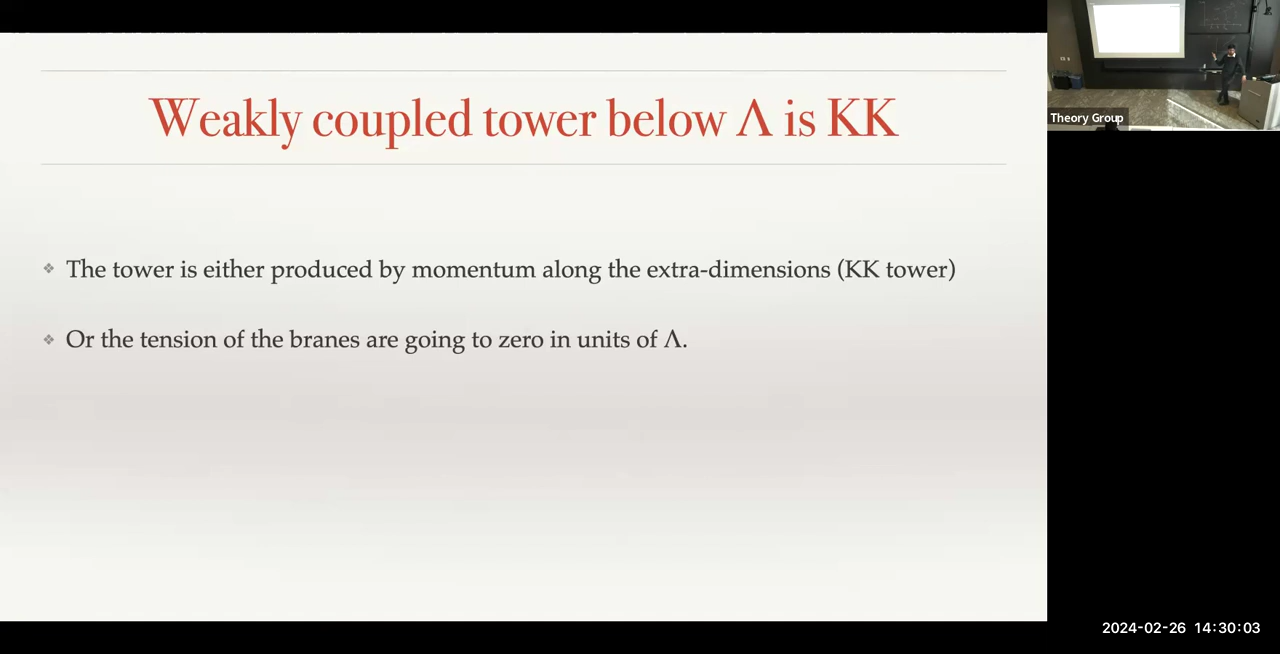 Weakly coupled tower below Λ is KK
❖ The tower is either produced by momentum along the extra-dimensions (KK tower)
❖ Or the tension of the branes are going to zero in units of Λ.
Theory Group
2024-02-26 14:30:03